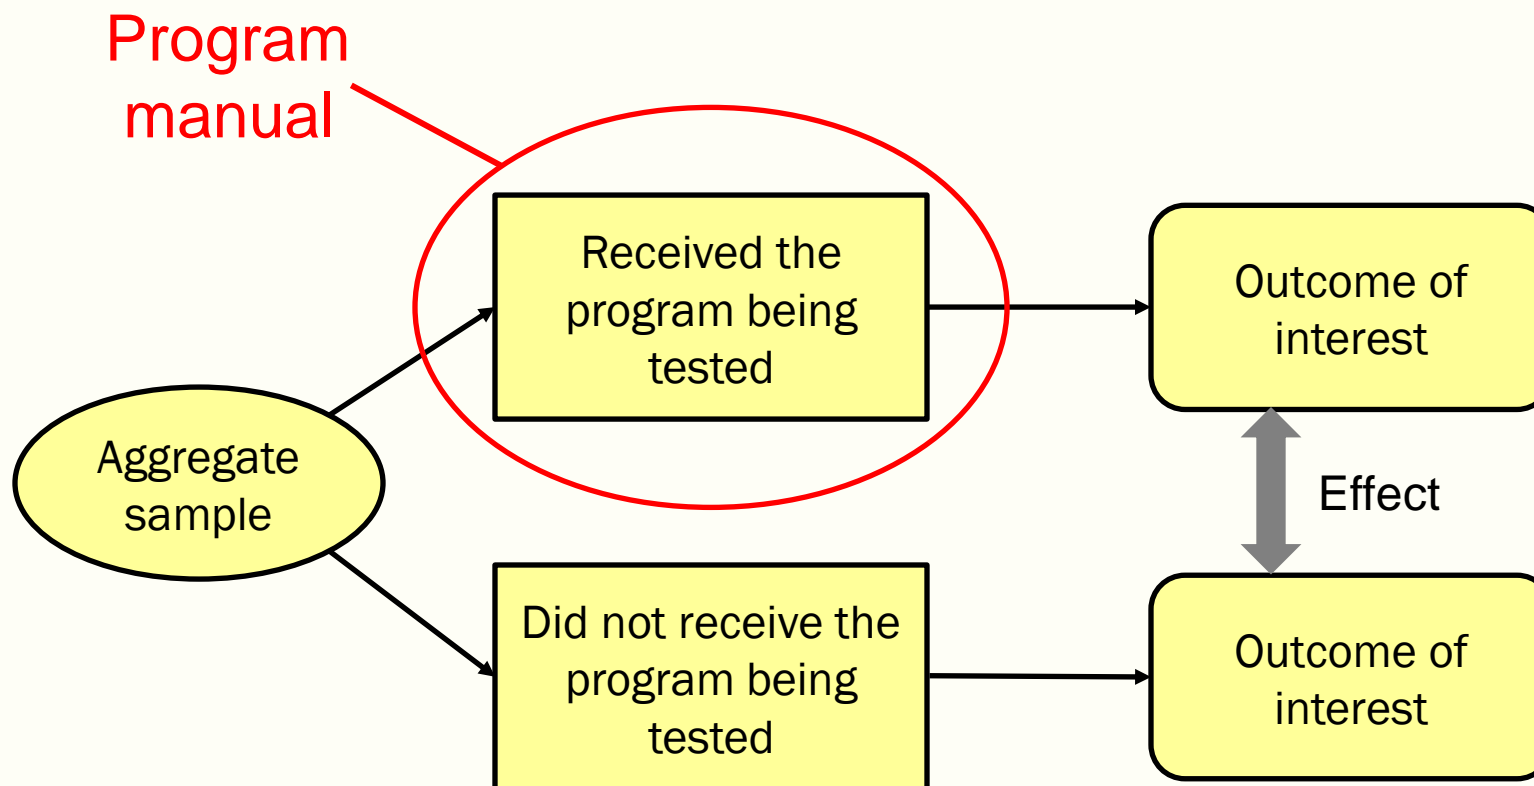 Program
manual
Received the
program being
tested
Outcome of
interest
Aggregate
sample
Effect
Did not receive the
program being
tested
Outcome of
interest